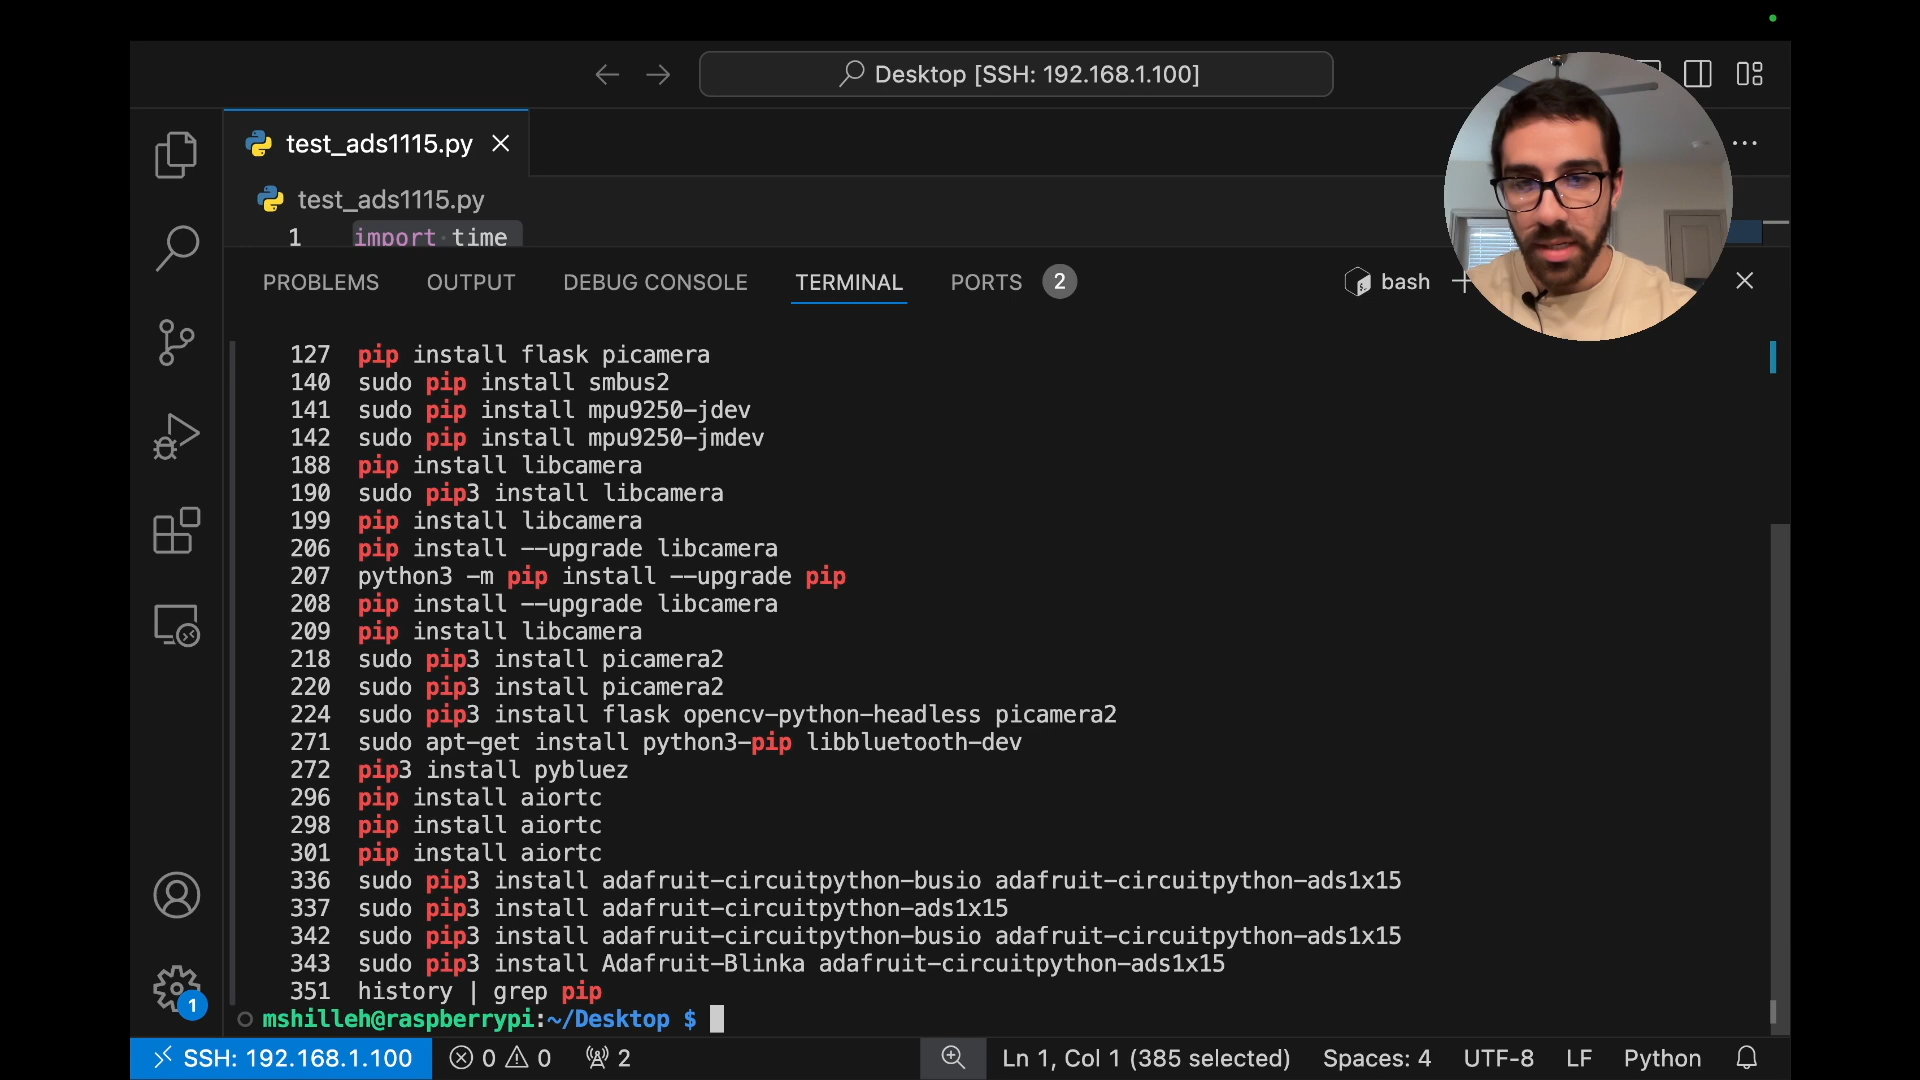 Desktop [SSH: 192.168.1.100]
test_ads1115.py
test_ads1115.py
1 import time
PROBLEMS OUTPUT DEBUG CONSOLE TERMINAL PORTS 2 bash
127 pip install flask picamera
140 sudo pip install smbus2
141 sudo pip install mpu9250-jdev
142 sudo pip install mpu9250-jmdev
188 pip install libcamera
190 sudo pip3 install libcamera
199 pip install libcamera
206 pip install --upgrade libcamera
207 python3 -m pip install --upgrade pip
208 pip install --upgrade libcamera
209 pip install libcamera
218 sudo pip3 install picamera2
220 sudo pip3 install picamera2
224 sudo pip3 install flask opencv-python-headless picamera2
271 sudo apt-get install python3-pip libbluetooth-dev
272 pip3 install pybluez
296 pip install aiortc
298 pip install aiortc
301 pip install aiortc
336 sudo pip3 install adafruit-circuitpython-busio adafruit-circuitpython-ads1x15
337 sudo pip3 install adafruit-circuitpython-ads1x15
342 sudo pip3 install adafruit-circuitpython-busio adafruit-circuitpython-ads1x15
343 sudo pip3 install Adafruit-Blinka adafruit-circuitpython-ads1x15
351 history | grep pip
mshilleh@raspberrypi:~/Desktop $
1
SSH: 192.168.1.100 0 0 2 Ln 1, Col 1 (385 selected) Spaces: 4 UTF-8 LF Python